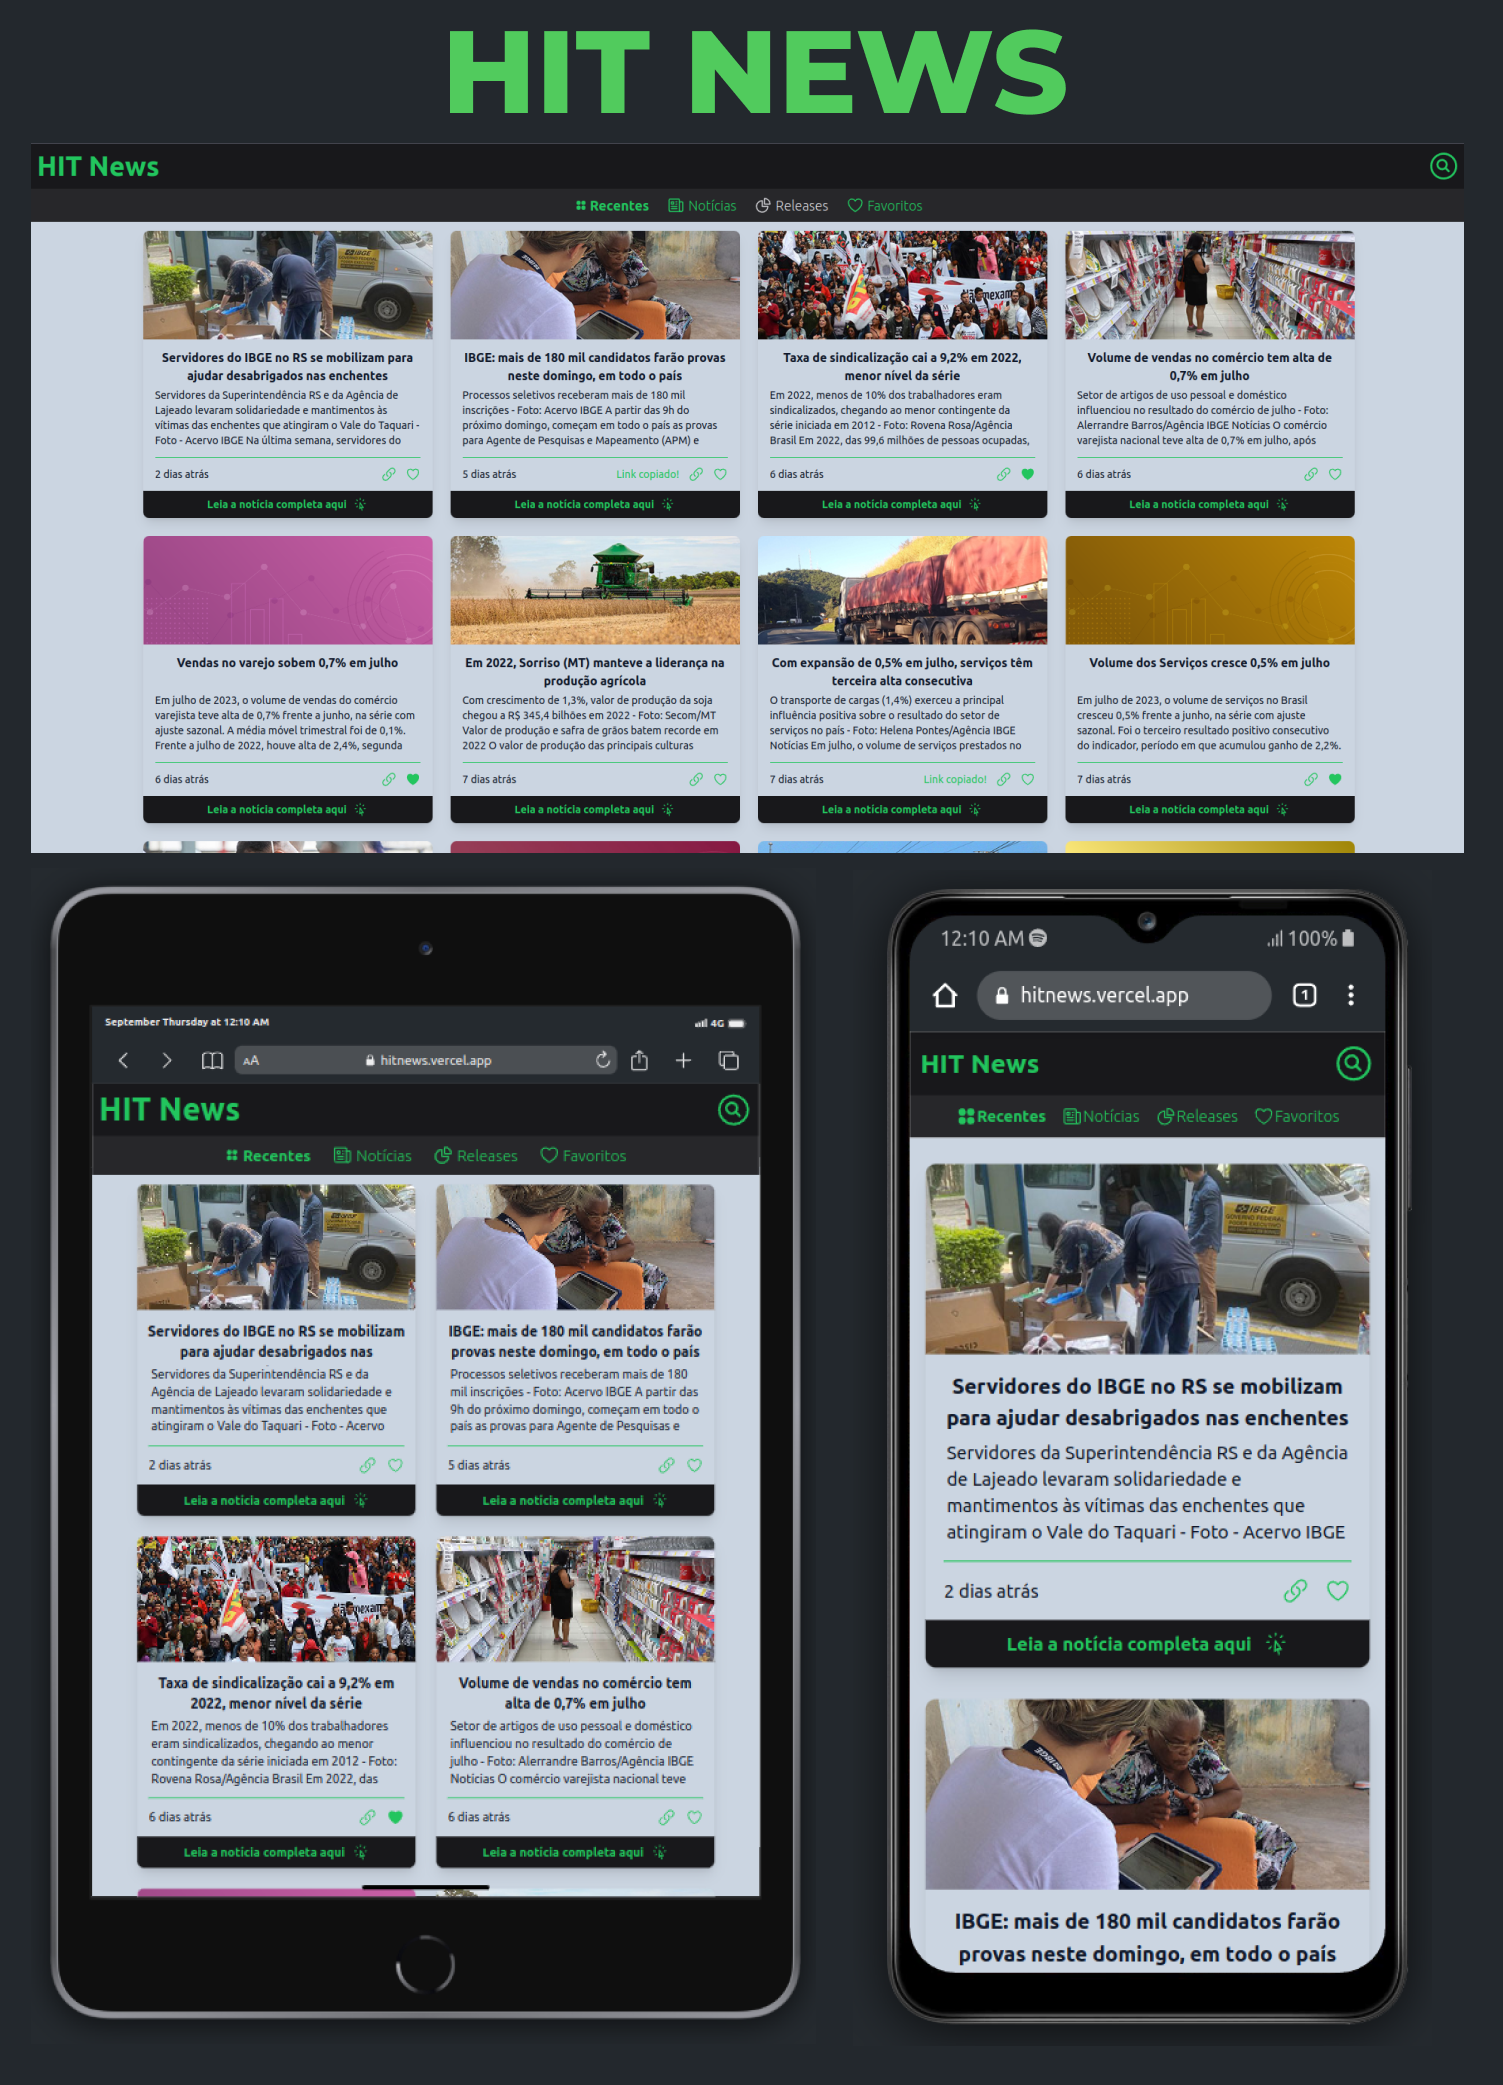 HIT NEWS
HIT News
Recentes Notícias Releases Favoritos
Servidores do IBGE no RS se mobilizam para
ajudar desabrigados nas enchentes
Servidores da Superintendência RS e da Agência de
Lajeado levaram solidariedade e mantimentos às
vítimas das enchentes que atingiram o Vale do Taquari -
Foto - Acervo IBGE Na última semana, servidores do
2 dias atrás
Leia a notícia completa aqui
IBGE: mais de 180 mil candidatos farão provas
neste domingo, em todo o país
Processos seletivos receberam mais de 180 mil
inscrições - Foto: Acervo IBGE A partir das 9h do
próximo domingo, começam em todo o país as provas
para Agente de Pesquisas e Mapeamento (APM) e
5 dias atrás Link copiado!
Leia a notícia completa aqui
Taxa de sindicalização cai a 9,2% em 2022,
menor nível da série
Em 2022, menos de 10% dos trabalhadores eram
sindicalizados, chegando ao menor contingente da
série iniciada em 2012 - Foto: Rovena Rosa/Agência
Brasil Em 2022, das 99,6 milhões de pessoas ocupadas,
6 dias atrás
Leia a notícia completa aqui
Volume de vendas no comércio tem alta de
0,7% em julho
Setor de artigos de uso pessoal e doméstico
influenciou no resultado do comércio de julho - Foto:
Alerrandre Barros/Agência IBGE Notícias O comércio
varejista nacional teve alta de 0,7% em julho, após
6 dias atrás
Leia a notícia completa aqui
Vendas no varejo sobem 0,7% em julho
Em julho de 2023, o volume de vendas do comércio
varejista teve alta de 0,7% frente a junho, na série com
ajuste sazonal. A média móvel trimestral foi de 0,1%.
Frente a julho de 2022, houve alta de 2,4%, segunda
6 dias atrás
Leia a notícia completa aqui
Em 2022, Sorriso (MT) manteve a liderança na
produção agrícola
Com crescimento de 1,3%, valor de produção da soja
chegou a R$ 345,4 bilhões em 2022 - Foto: Secom/MT
Valor de produção e safra de grãos batem recorde em
2022 O valor de produção das principais culturas
7 dias atrás
Leia a notícia completa aqui
Com expansão de 0,5% em julho, serviços têm
terceira alta consecutiva
O transporte de cargas (1,4%) exerceu a principal
influência positiva sobre o resultado do setor de
serviços no país - Foto: Helena Pontes/Agência IBGE
Notícias Em julho, o volume de serviços prestados no
7 dias atrás Link copiado!
Leia a notícia completa aqui
Volume dos Serviços cresce 0,5% em julho
Em julho de 2023, o volume de serviços no Brasil
cresceu 0,5% frente a junho, na série com ajuste
sazonal. Foi o terceiro resultado positivo consecutivo
do indicador, período em que acumulou ganho de 2,2%.
7 dias atrás
Leia a notícia completa aqui
September Thursday at 12:10 AM 4G
AA hitnews.vercel.app
HIT News
Recentes Notícias Releases Favoritos
IBGE
Servidores do IBGE no RS se mobilizam
para ajudar desabrigados nas
Servidores da Superintendência RS e da
Agência de Lajeado levaram solidariedade e
mantimentos às vítimas das enchentes que
atingiram o Vale do Taquari - Foto - Acervo
2 dias atrás
Leia a notícia completa aqui
IBGE: mais de 180 mil candidatos farão
provas neste domingo, em todo o país
Processos seletivos receberam mais de 180
mil inscrições - Foto: Acervo IBGE A partir das
9h do próximo domingo, começam em todo o
país as provas para Agente de Pesquisas e
5 dias atrás
Leia a notícia completa aqui
Taxa de sindicalização cai a 9,2% em
2022, menor nível da série
Em 2022, menos de 10% dos trabalhadores
eram sindicalizados, chegando ao menor
contingente da série iniciada em 2012 - Foto:
Rovena Rosa/Agência Brasil Em 2022, das
6 dias atrás
Leia a notícia completa aqui
Volume de vendas no comércio tem
alta de 0,7% em julho
Setor de artigos de uso pessoal e doméstico
influenciou no resultado do comércio de
julho - Foto: Alerrandre Barros/Agência IBGE
Notícias O comércio varejista nacional teve
6 dias atrás
Leia a notícia completa aqui
12:10 AM 100%
hitnews.vercel.app 1
HIT News
Recentes Notícias Releases Favoritos
IBGE
GOVERNO FEDERAL
PODER EXECUTIVO
Servidores do IBGE no RS se mobilizam
para ajudar desabrigados nas enchentes
Servidores da Superintendência RS e da Agência
de Lajeado levaram solidariedade e
mantimentos às vítimas das enchentes que
atingiram o Vale do Taquari - Foto - Acervo IBGE
2 dias atrás
Leia a notícia completa aqui
IBGE
IBGE: mais de 180 mil candidatos farão
provas neste domingo, em todo o país